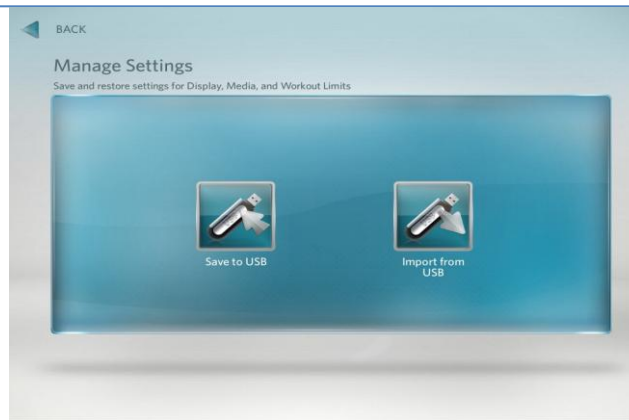 BACK
Manage Settings
Save and restore settings for Display, Media, and Workout Limits
Save to USB
Import from
USB